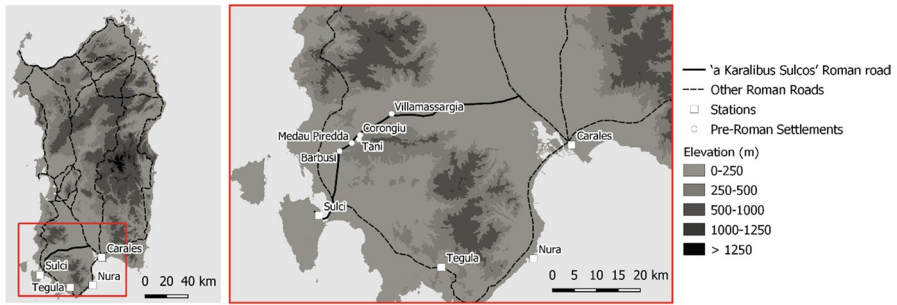 Carales
Sulci
Nura
Tegula
0 20 40 km
Villamassargia
Corongiu
Medau Piredda
Tani
Barbusi
Carales
Sulci
Nura
Tegula
0 5 10 15 20 km
'a Karalibus Sulcos' Roman road
Other Roman Roads
Stations
Pre-Roman Settlements
Elevation (m)
0-250
250-500
500-1000
1000-1250
> 1250